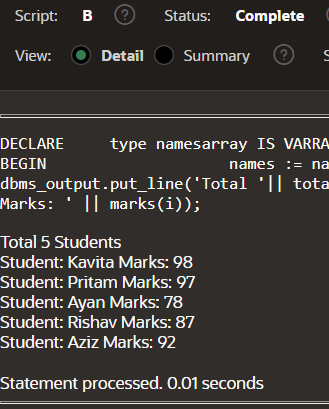 Script: B ? Status: Complete
View: Detail Summary ? S
DECLARE type namesarray IS VARRA
BEGIN names := na
dbms_output.put_line('Total '|| tota
Marks: ' || marks(i));
Total 5 Students
Student: Kavita Marks: 98
Student: Pritam Marks: 97
Student: Ayan Marks: 78
Student: Rishav Marks: 87
Student: Aziz Marks: 92
Statement processed. 0.01 seconds